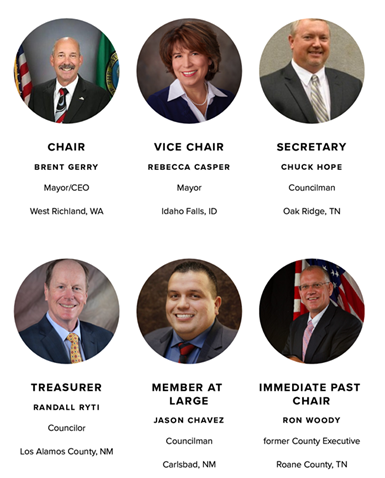 CHAIR
BRENT GERRY
Mayor/CEO
West Richland, WA
VICE CHAIR
REBECCA CASPER
Mayor
Idaho Falls, ID
SECRETARY
CHUCK HOPE
Councilman
Oak Ridge, TN
TREASURER
RANDALL RYTI
Councilor
Los Alamos County, NM
MEMBER AT
LARGE
JASON CHAVEZ
Councilman
Carlsbad, NM
IMMEDIATE PAST
CHAIR
RON WOODY
former County Executive
Roane County, TN